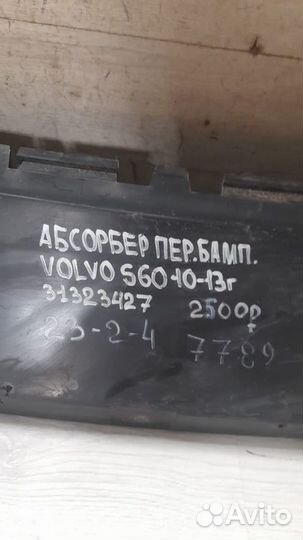 АБСОРБЕР ПЕР.БАМП.
VOLVO S60 10-13г
31323427 2500р
23-2-4 7789
Avito